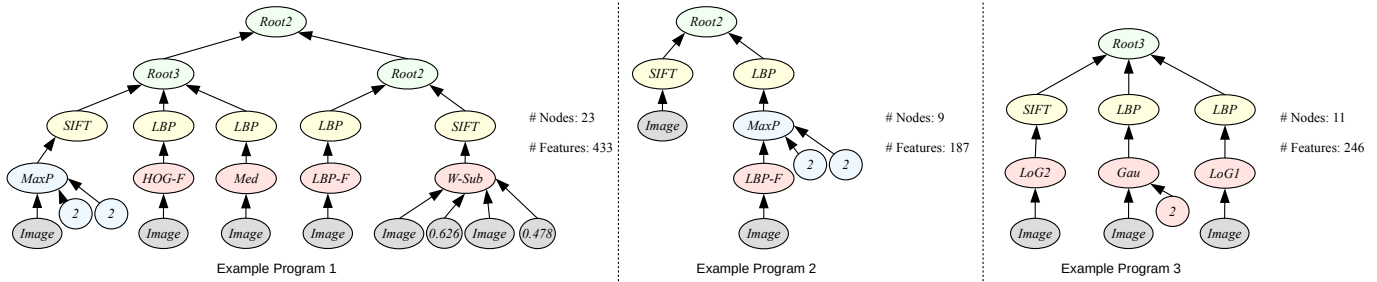 Root2
Root3 Root2
SIFT LBP LBP LBP SIFT
MaxP HOG-F Med LBP-F W-Sub
2 2
Image Image Image Image Image 0.626 Image 0.478
# Nodes: 23
# Features: 433
Example Program 1
Root2
SIFT LBP
Image MaxP
LBP-F 2 2
Image
# Nodes: 9
# Features: 187
Example Program 2
Root3
SIFT LBP LBP
LoG2 Gau LoG1
2
Image Image Image
# Nodes: 11
# Features: 246
Example Program 3